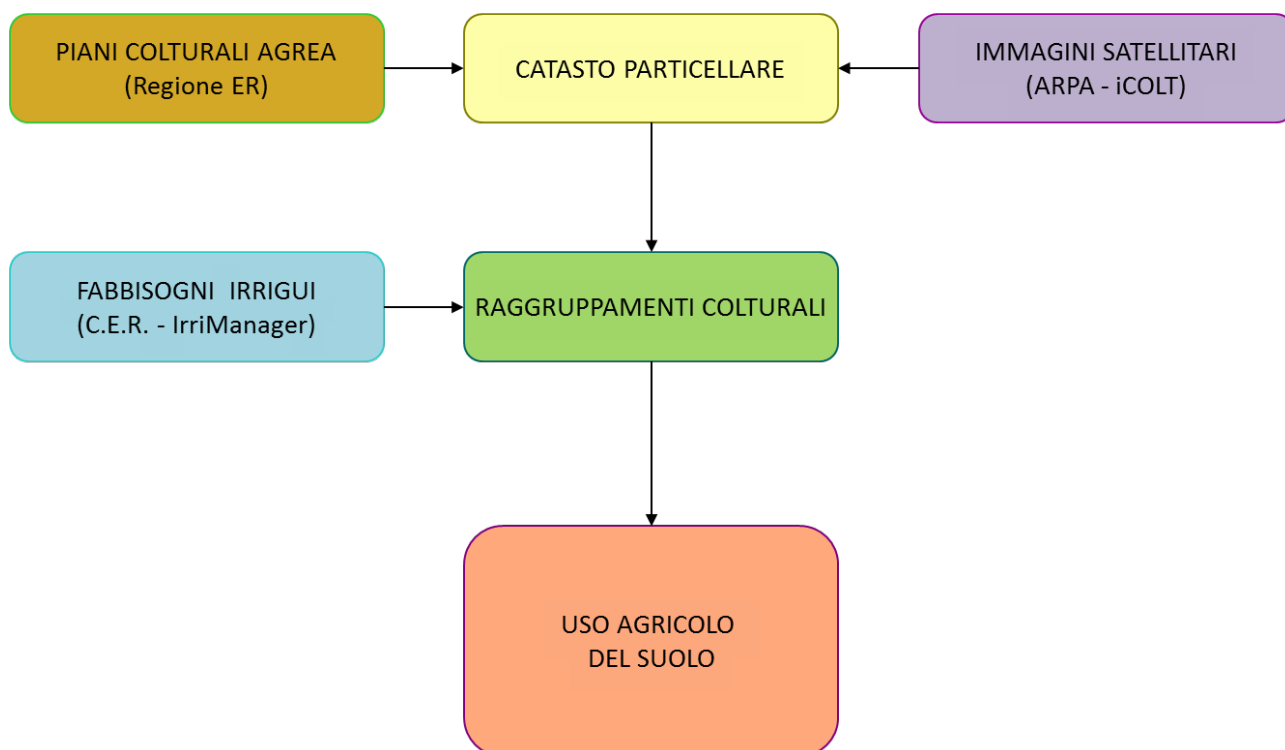 PIANI COLTURALI AGREA
(Regione ER)
CATASTO PARTICELLARE
IMMAGINI SATELLITARI
(ARPA - iCOLT)
FABBISOGNI IRRIGUI
(C.E.R. - IrriManager)
RAGGRUPPAMENTI COLTURALI
USO AGRICOLO
DEL SUOLO